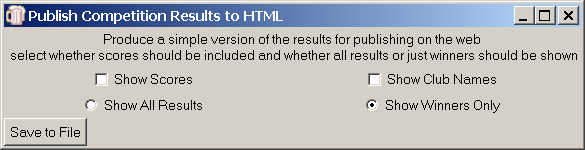 Publish Competition Results to HTML
Produce a simple version of the results for publishing on the web
select whether scores should be included and whether all results or just winners should be shown
Show Scores Show Club Names
Show All Results Show Winners Only
Save to File